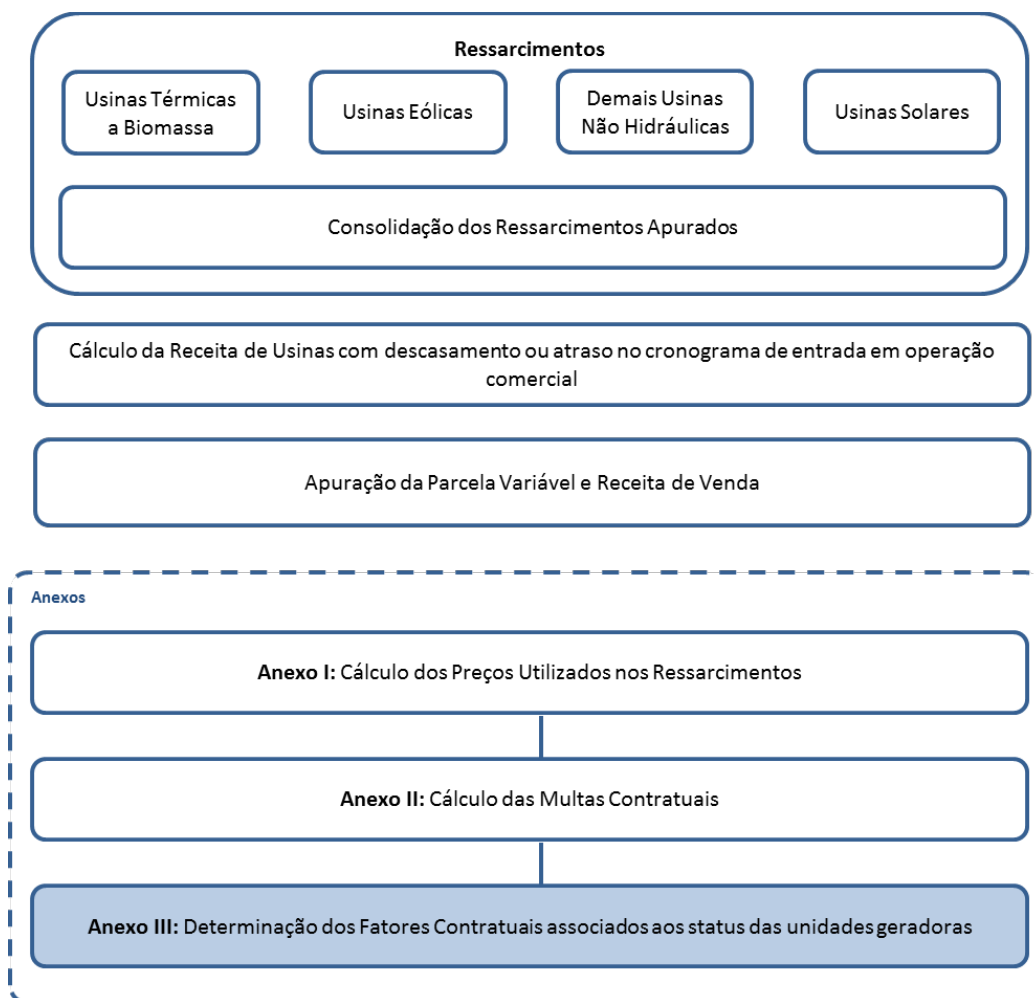 Ressarcimentos
Usinas Térmicas
a Biomassa
Usinas Eólicas
Demais Usinas
Não Hidráulicas
Usinas Solares
Consolidação dos Ressarcimentos Apurados
Cálculo da Receita de Usinas com descasamento ou atraso no cronograma de entrada em operação
comercial
Apuração da Parcela Variável e Receita de Venda
Anexos
Anexo I: Cálculo dos Preços Utilizados nos Ressarcimentos
Anexo II: Cálculo das Multas Contratuais
Anexo III: Determinação dos Fatores Contratuais associados aos status das unidades geradoras